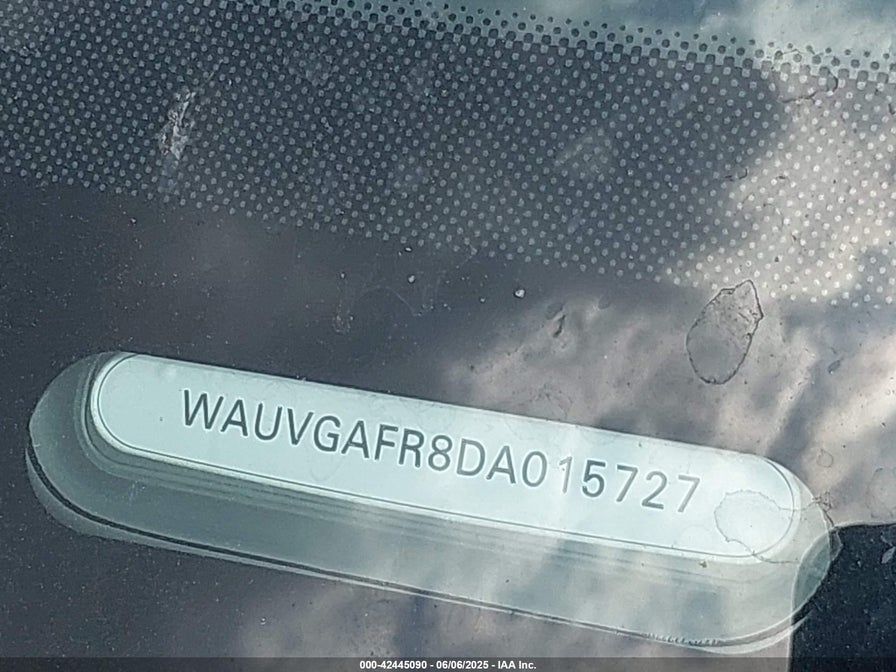 WAUVGAFR8DA015727
000-42445090 - 06/06/2025 - IAA Inc.